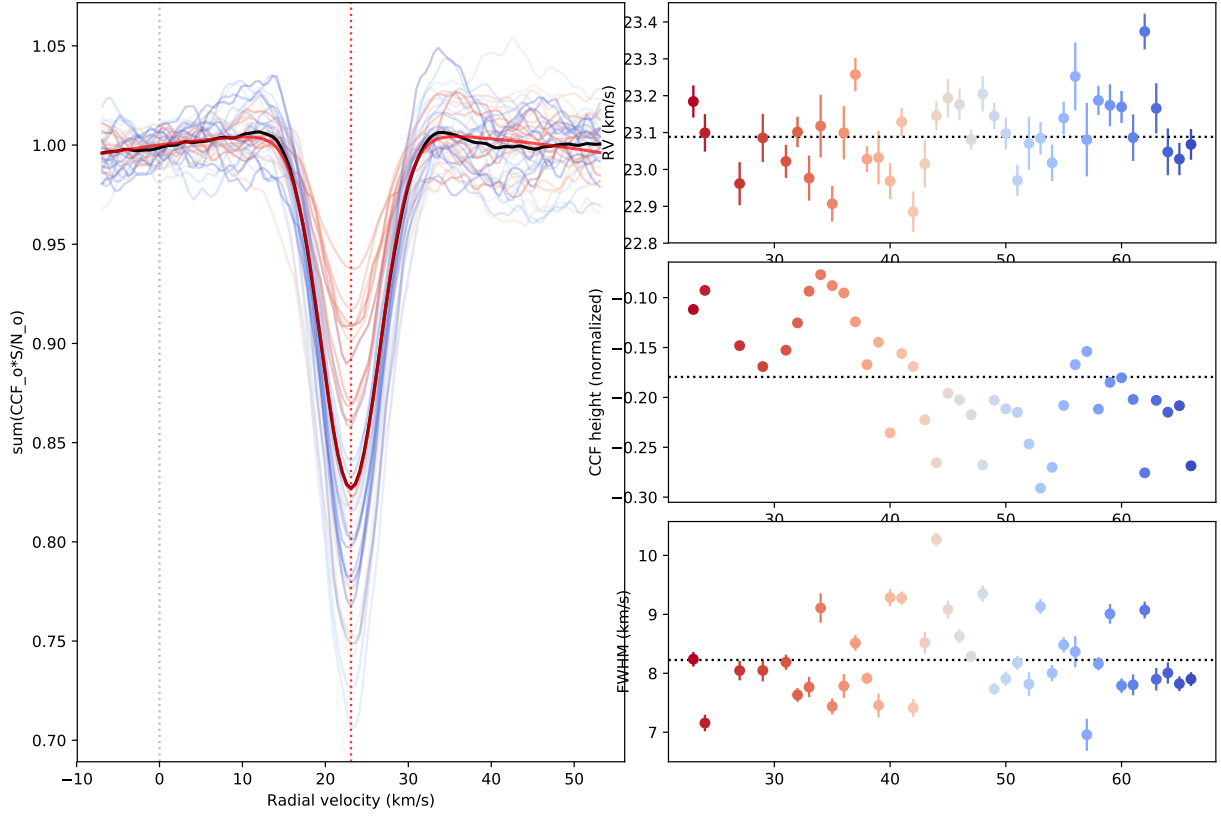 1.05
1.00
0.95
0.90
0.85
0.80
0.75
0.70
sum(CCF_o*S/N_o)
−10 0 10 20 30 40 50
Radial velocity (km/s)
23.4
23.3
23.2
23.1
23.0
22.9
22.8
RV (km/s)
30 40 50 60
−0.10
−0.15
−0.20
−0.25
−0.30
CCF height (normalized)
30 40 50 60
10
9
8
7
FWHM (km/s)
30 40 50 60